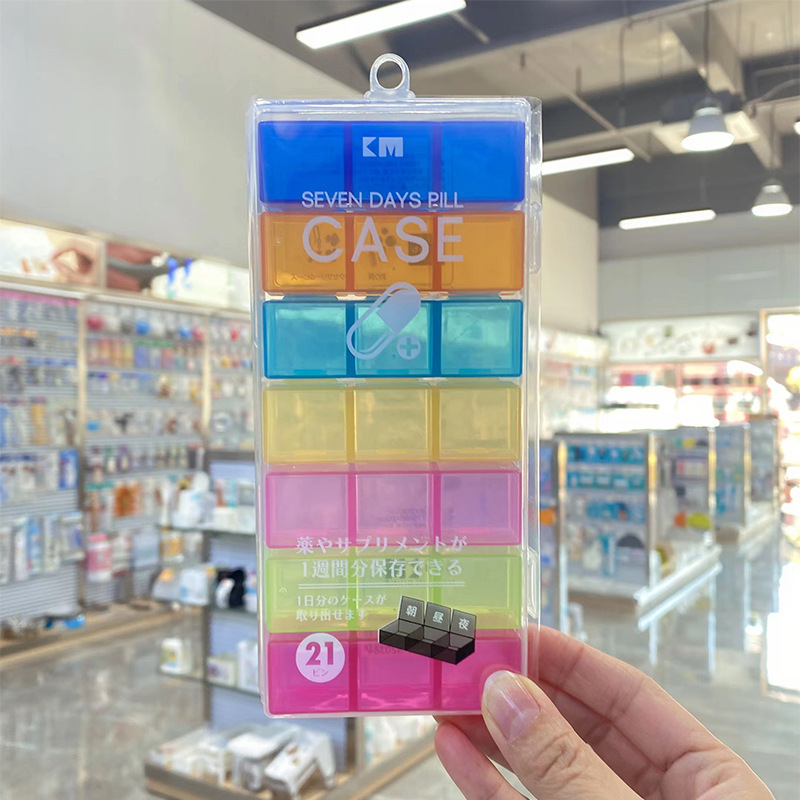 KM
SEVEN DAYS PILL
CASE
薬やサプリメントが
1週間分保存できる
1日分のケースが
取り出せます
朝 昼 夜
21
ピン